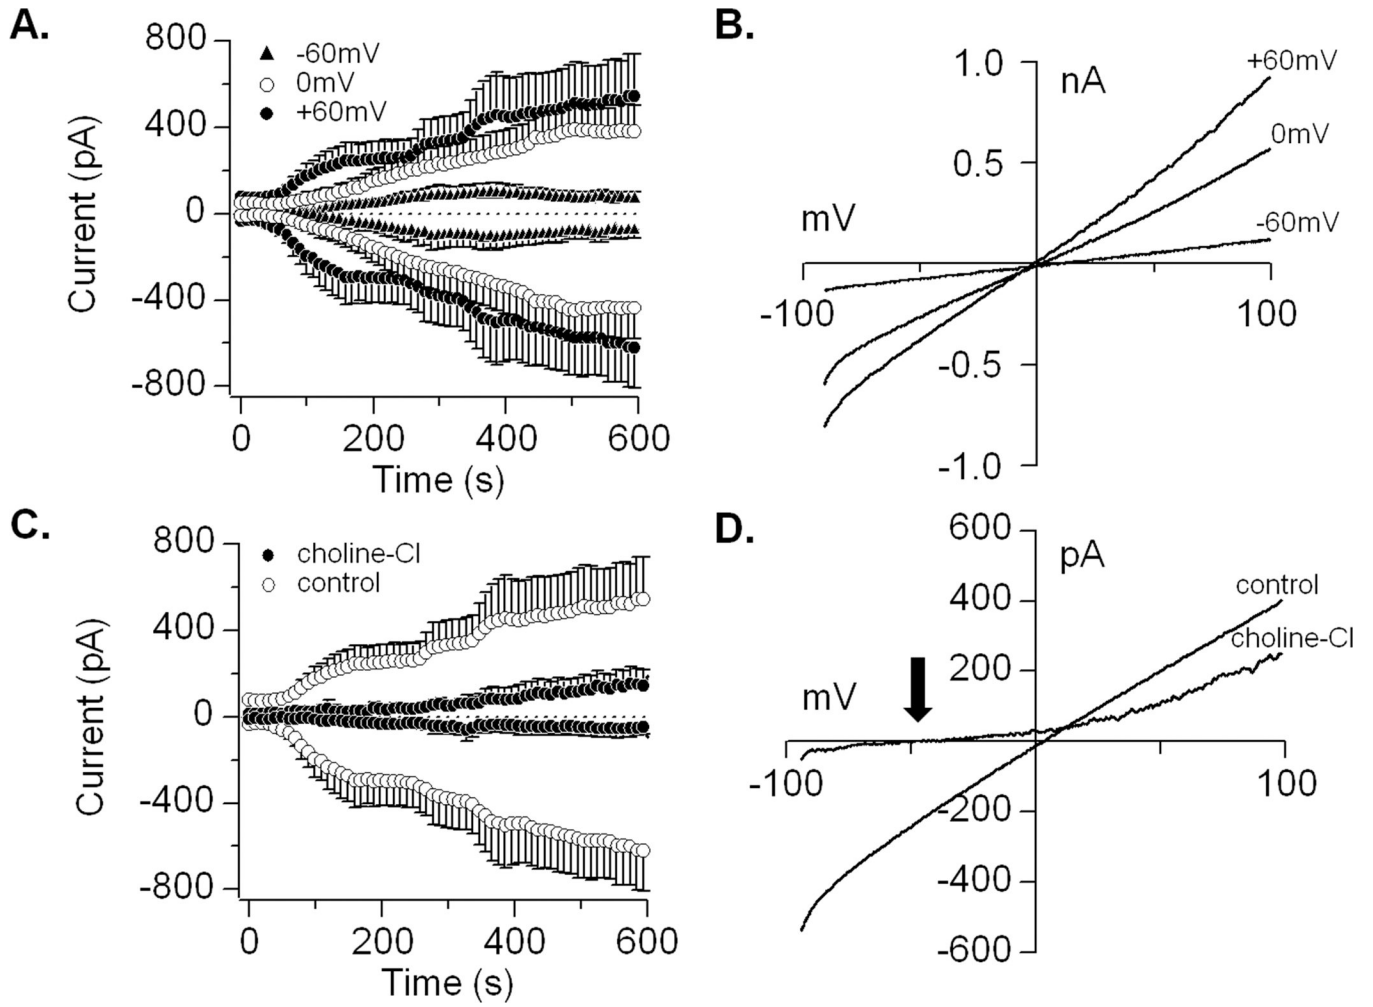 A.
800
400
0
-400
-800
Current (pA)
-60mV
0mV
+60mV
0 200 400 600
Time (s)
B.
1.0
0.5
-0.5
-1.0
nA
mV
-100 100
+60mV
0mV
-60mV
C.
800
400
0
-400
-800
Current (pA)
choline-Cl
control
0 200 400 600
Time (s)
D.
600
400
200
-200
-400
-600
pA
mV
-100 100
control
choline-Cl